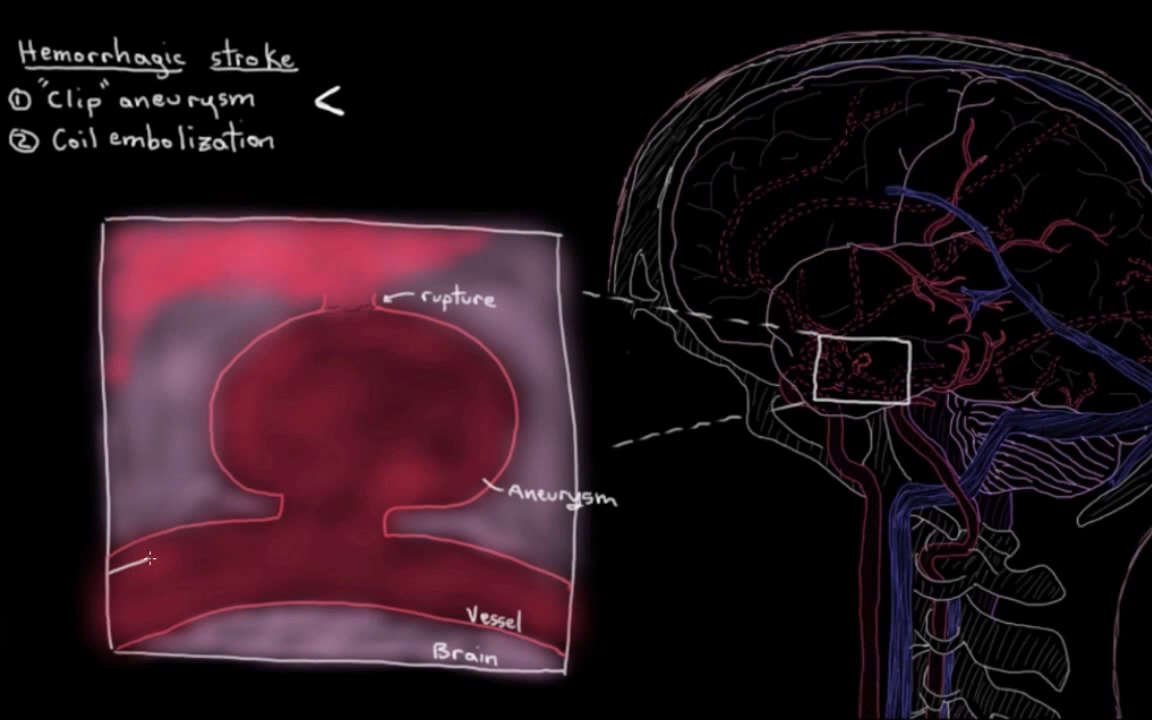 Hemorrhagic stroke
① "Clip" aneurysm <
② Coil embolization
rupture
Aneurysm
Vessel
Brain